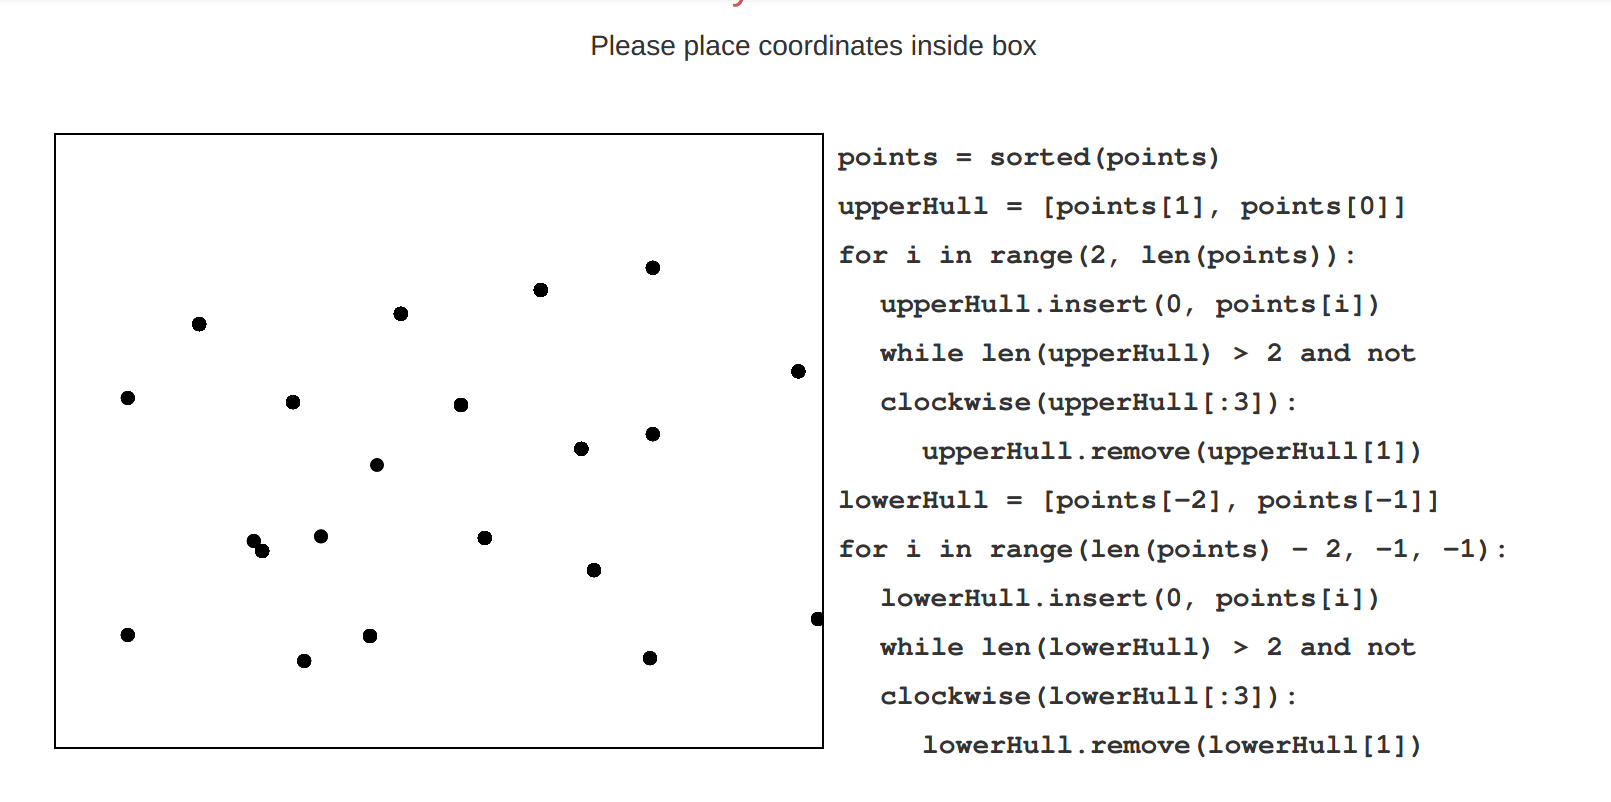 Please place coordinates inside box
points = sorted(points)
upperHull = [points[1], points[0]]
for i in range(2, len(points)):
upperHull.insert(0, points[i])
while len(upperHull) > 2 and not
clockwise(upperHull[:3]):
upperHull.remove(upperHull[1])
lowerHull = [points[-2], points[-1]]
for i in range(len(points) - 2, -1, -1):
lowerHull.insert(0, points[i])
while len(lowerHull) > 2 and not
clockwise(lowerHull[:3]):
lowerHull.remove(lowerHull[1])